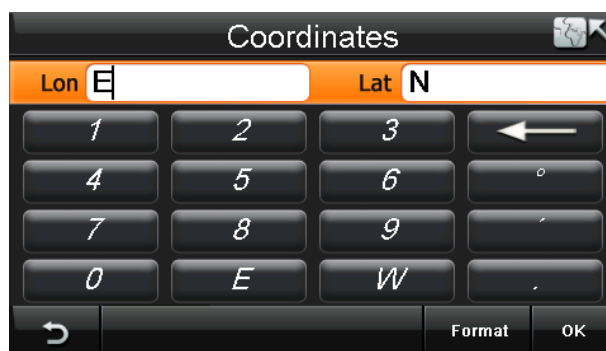 Coordinates
Lon E Lat N
1 2 3
4 5 6 °
7 8 9 ′
0 E W .
Format OK